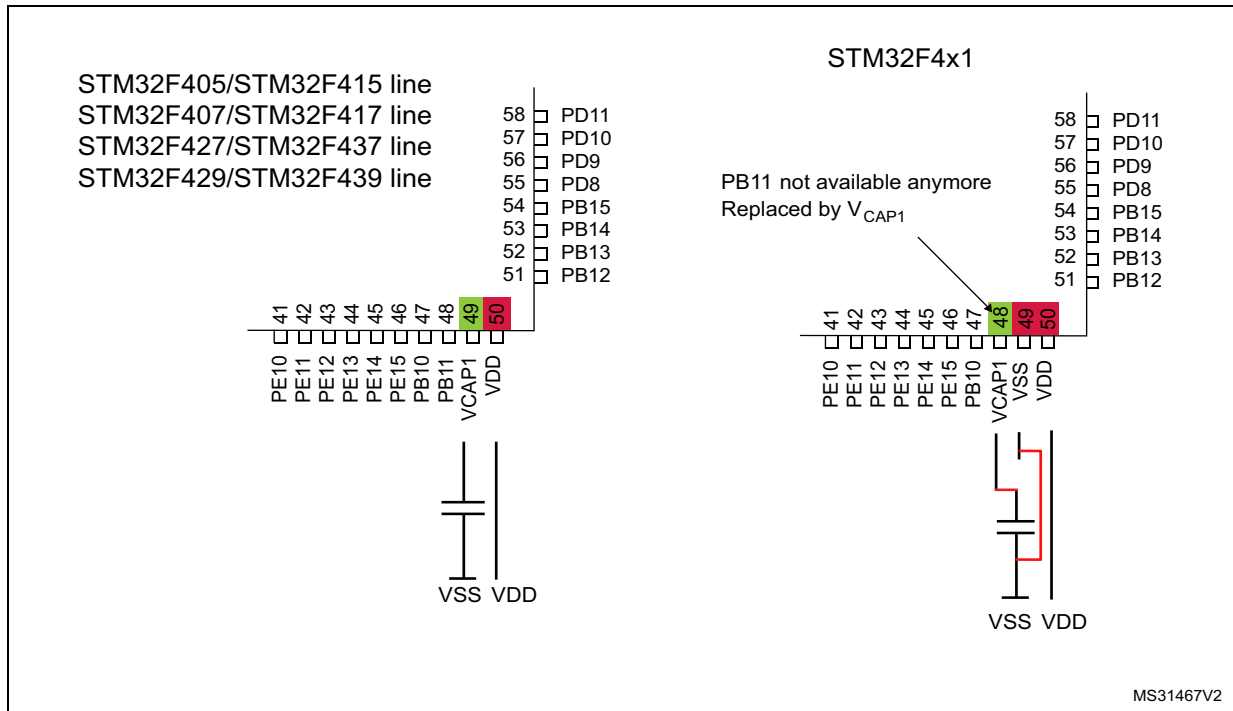 STM32F405/STM32F415 line
STM32F407/STM32F417 line
STM32F427/STM32F437 line
STM32F429/STM32F439 line
58 PD11
57 PD10
56 PD9
55 PD8
54 PB15
53 PB14
52 PB13
51 PB12
41 42 43 44 45 46 47 48 49 50
PE10 PE11 PE12 PE13 PE14 PE15 PB10 PB11 VCAP1 VDD
VSS VDD
STM32F4x1
58 PD11
57 PD10
56 PD9
55 PD8
54 PB15
53 PB14
52 PB13
51 PB12
PB11 not available anymore
Replaced by VCAP1
41 42 43 44 45 46 47 48 49 50
PE10 PE11 PE12 PE13 PE14 PE15 PB10 VCAP1 VSS VDD
VSS VDD
MS31467V2